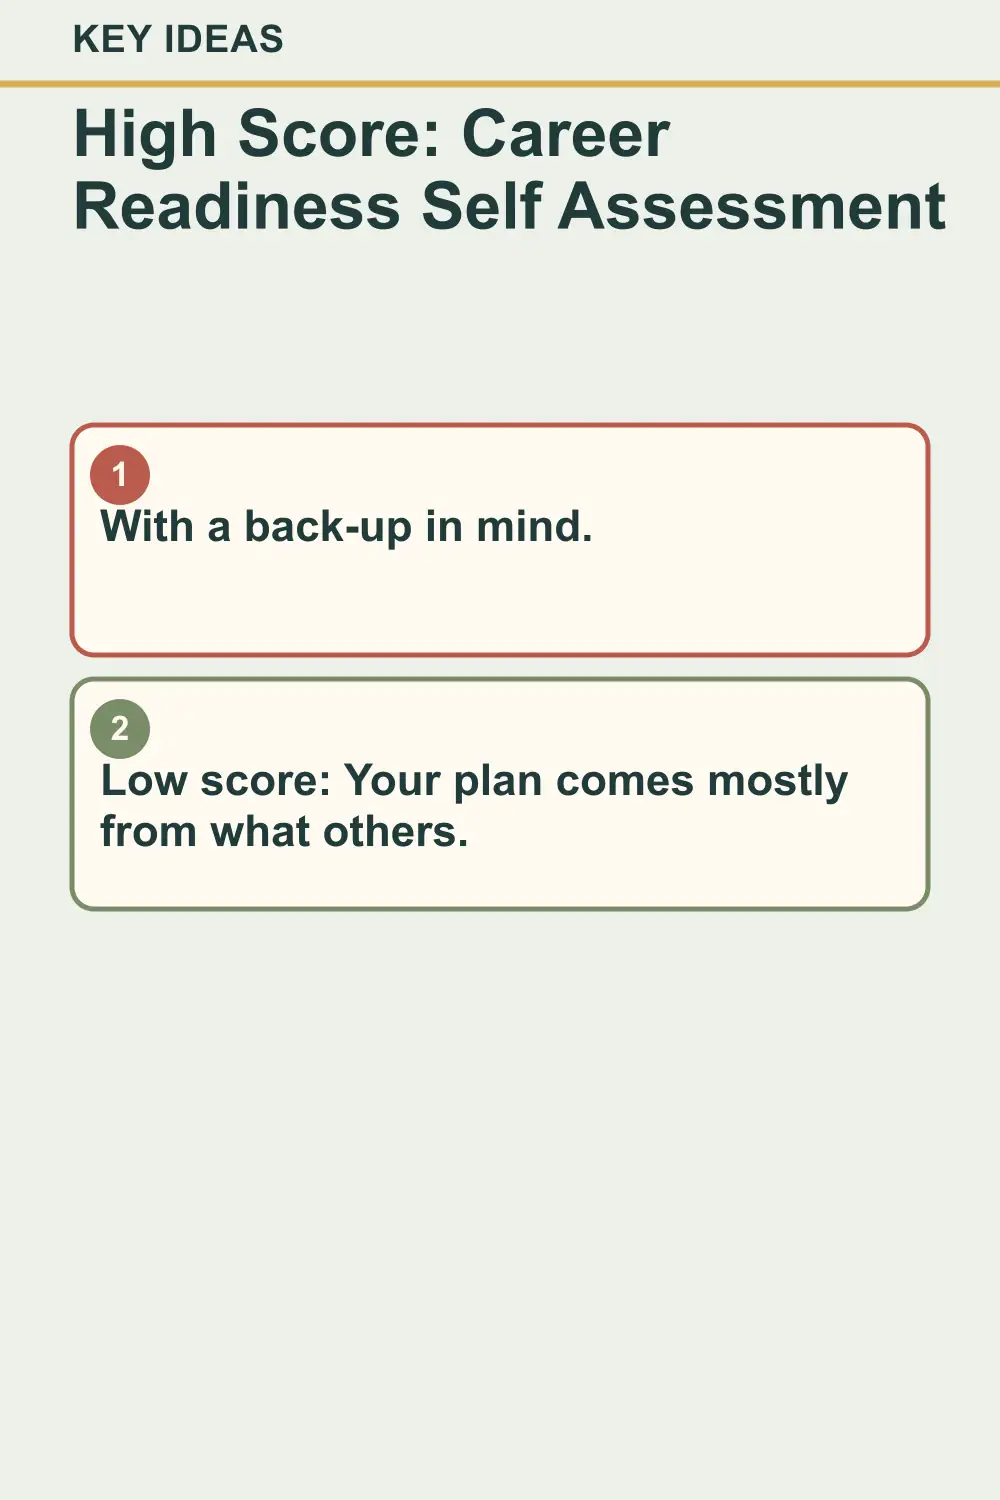 KEY IDEAS
High Score: Career
Readiness Self Assessment
1
With a back-up in mind.
2
Low score: Your plan comes mostly
from what others.